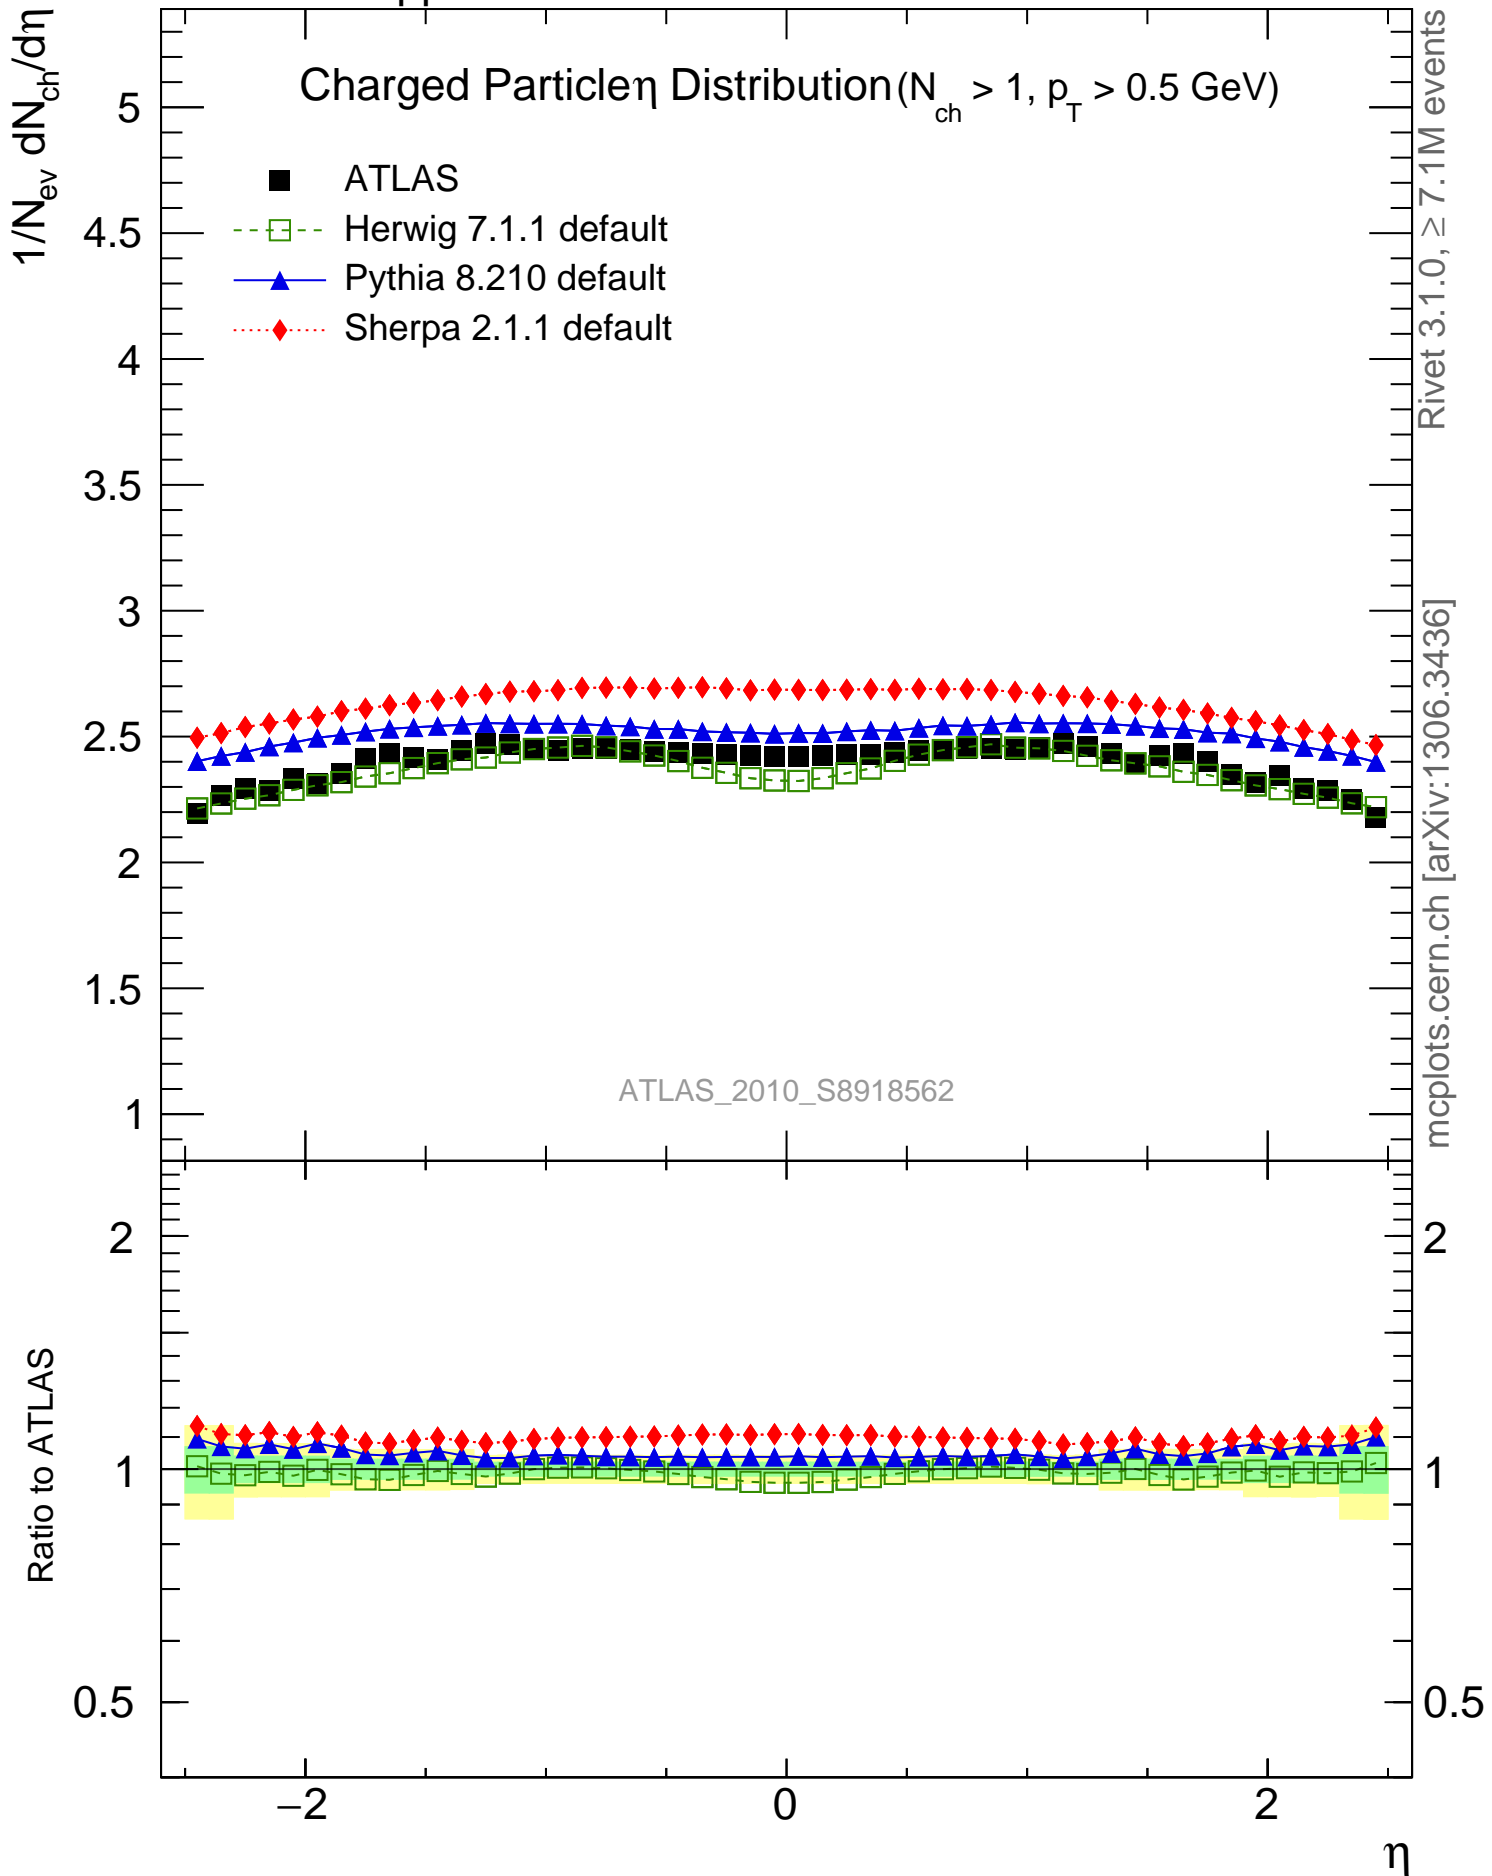 pp
1/N_ev dN_ch/dη
Charged Particleη Distribution(N_ch > 1, p_T > 0.5 GeV)
ATLAS
Herwig 7.1.1 default
Pythia 8.210 default
Sherpa 2.1.1 default
5
4.5
4
3.5
3
2.5
2
1.5
1
ATLAS_2010_S8918562
Rivet 3.1.0, ≥ 7.1M events
mcplots.cern.ch [arXiv:1306.3436]
Ratio to ATLAS
2
1
0.5
2
1
0.5
−2
0
2
η